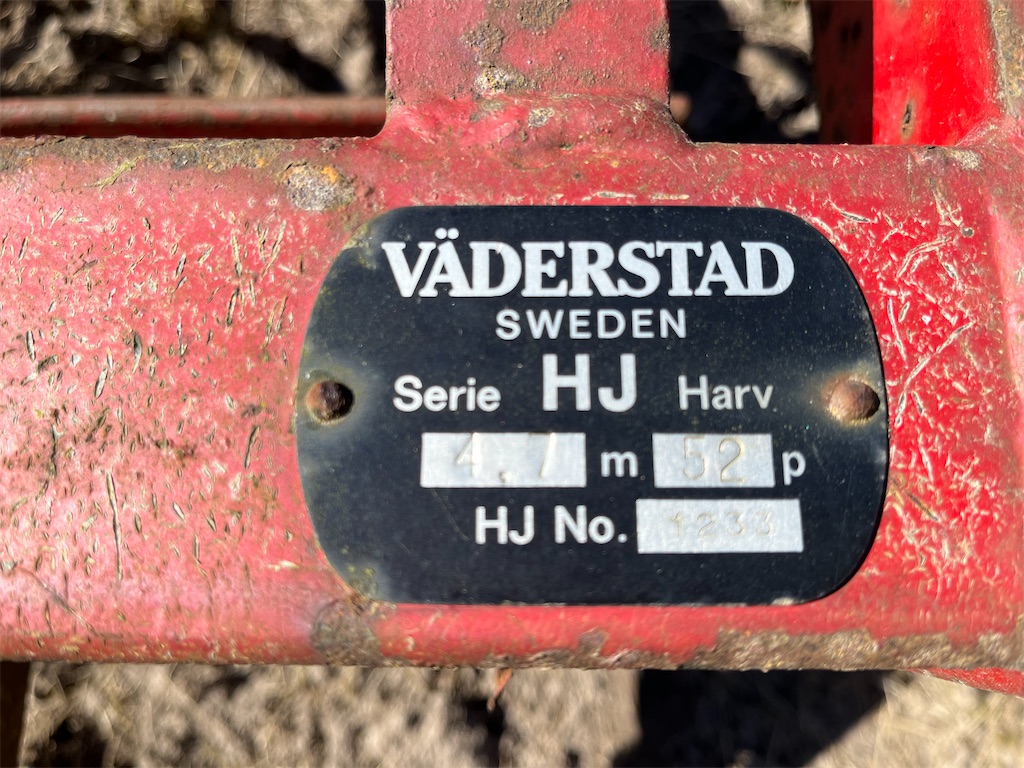 VÄDERSTAD
SWEDEN
Serie HJ Harv
4,7 m 52 p
HJ No. 1233